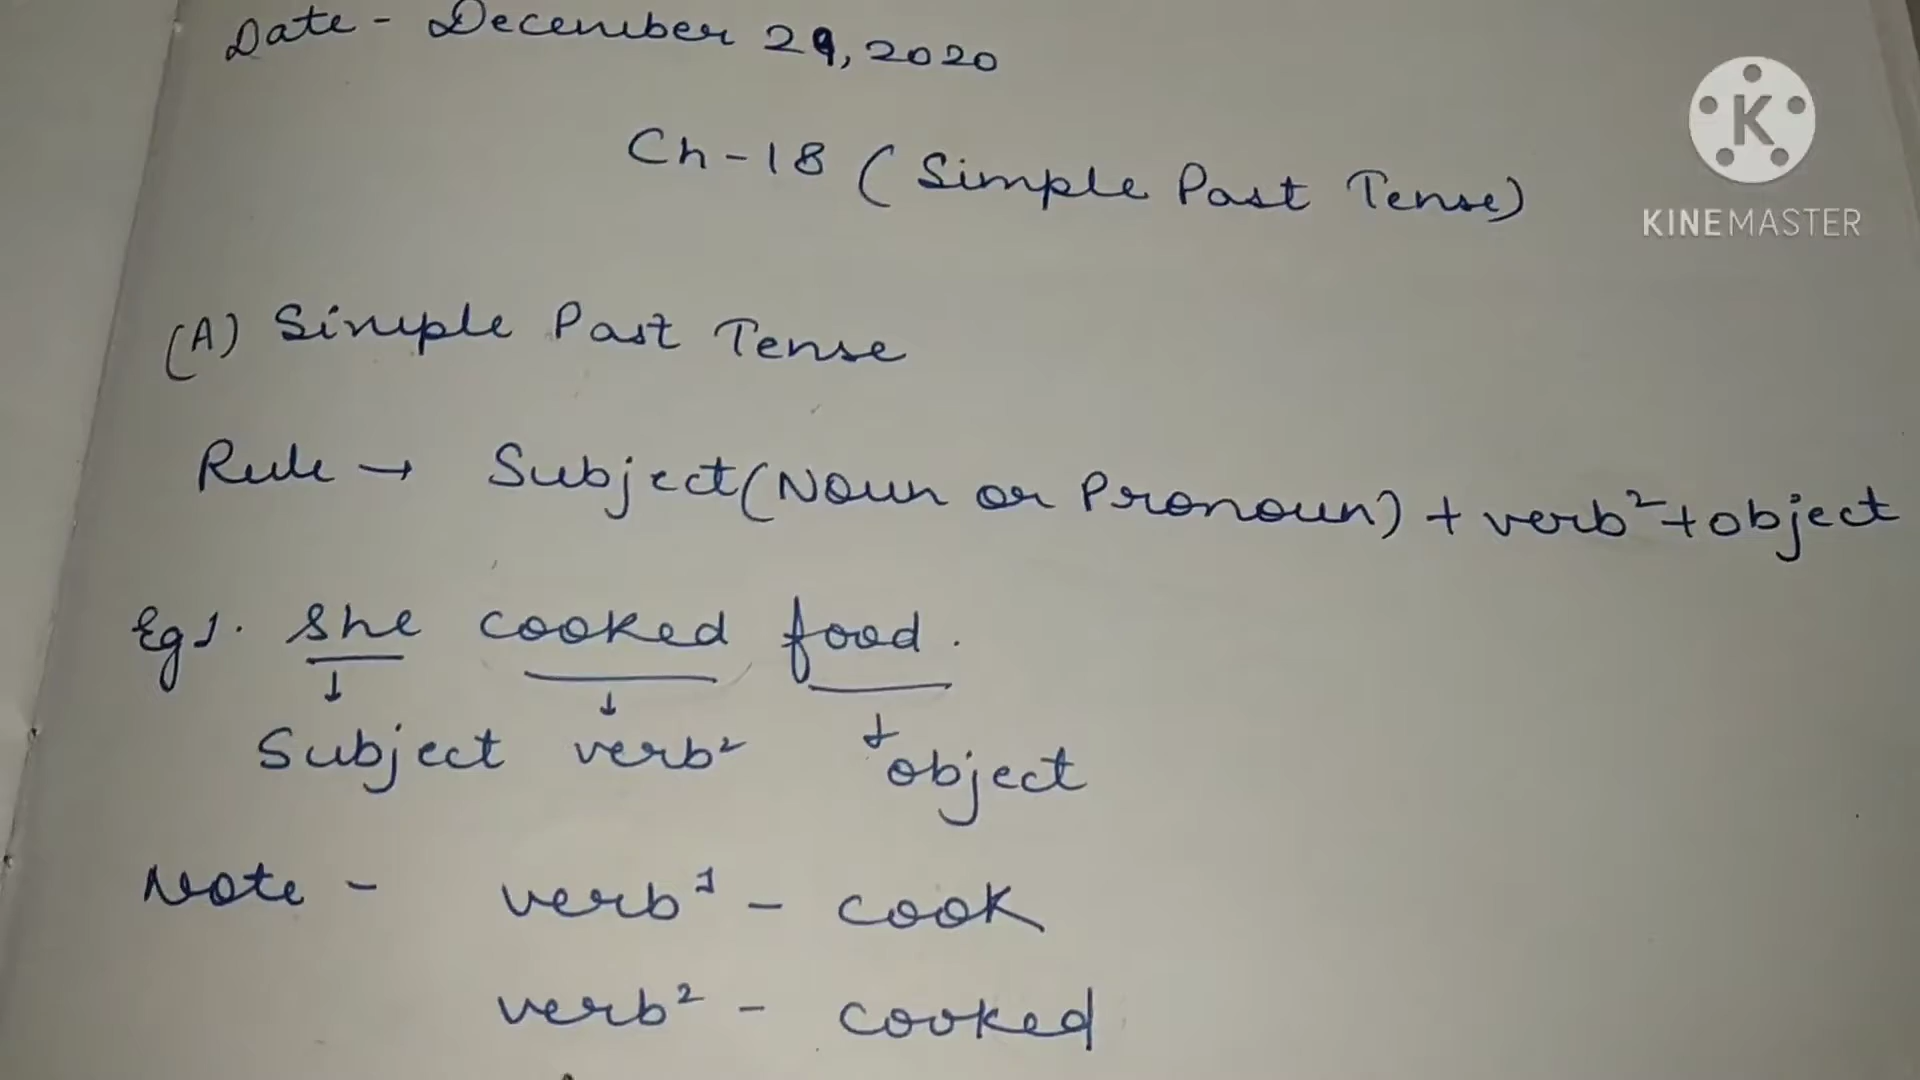 Date - December 29, 2020
Ch-18 (Simple Past Tense)
K
KINEMASTER
(A) Simple Past Tense
Rule → Subject (Noun or Pronoun) + verb² + object
Eg1. She cooked food.
↓ ↓ ↓
Subject verb² object
Note - verb¹ - cook
verb² - cooked